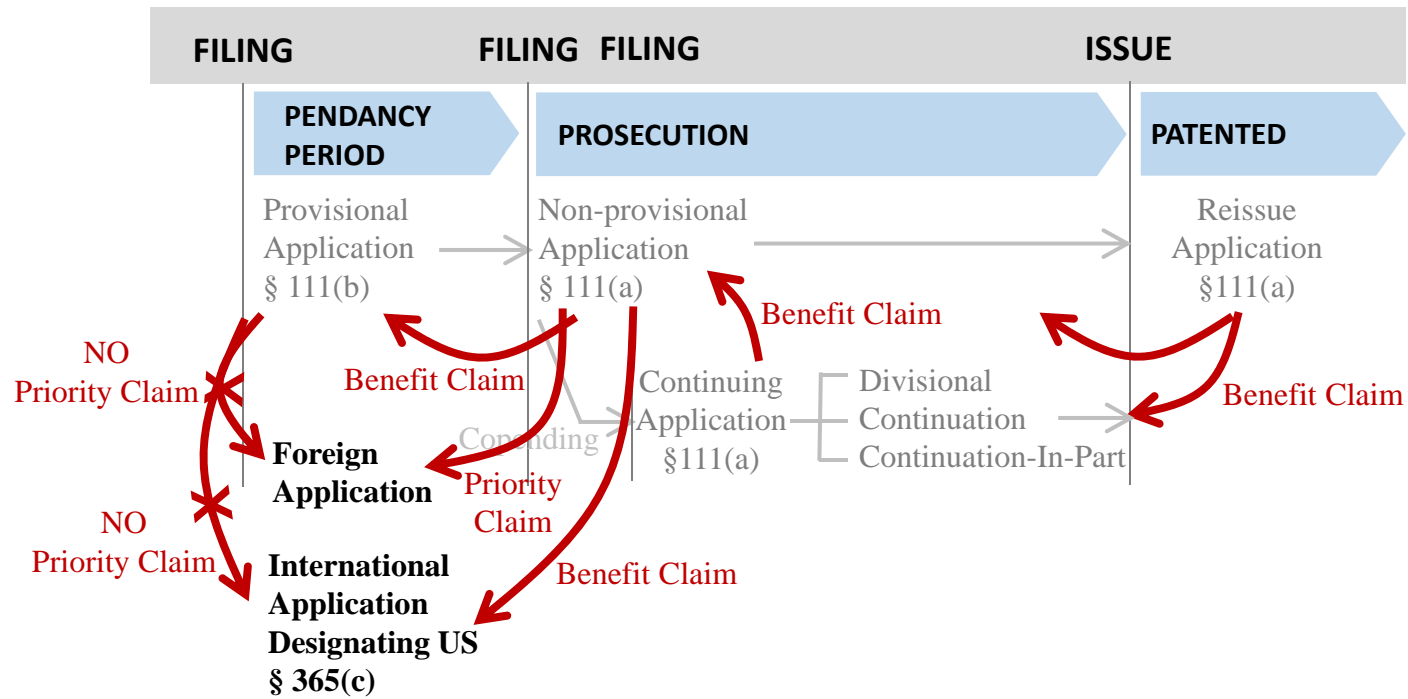 FILING
FILING
FILING
ISSUE
PENDANCY
PERIOD
PROSECUTION
PATENTED
Provisional
Application
§ 111(b)
Non-provisional
Application
§ 111(a)
Reissue
Application
§111(a)
Benefit Claim
NO
Priority Claim
Benefit Claim
Continuing
Application
§111(a)
Divisional
Continuation
Continuation-In-Part
Benefit Claim
Copending
Foreign
Application
Priority
Claim
NO
Priority Claim
International
Application
Designating US
§ 365(c)
Benefit Claim